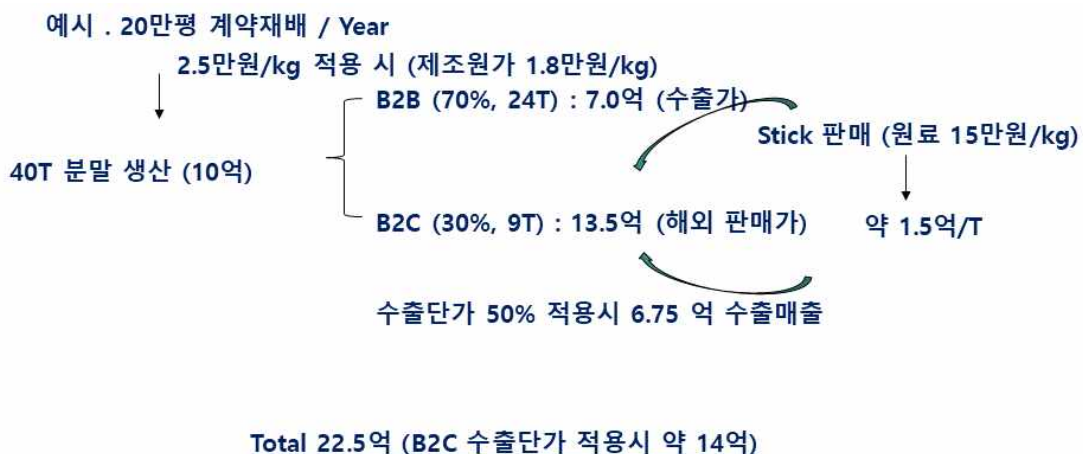 예시 . 20만평 계약재배 / Year
2.5만원/kg 적용 시 (제조원가 1.8만원/kg)
B2B (70%, 24T) : 7.0억 (수출가)
Stick 판매 (원료 15만원/kg)
40T 분말 생산 (10억)
B2C (30%, 9T) : 13.5억 (해외 판매가)
약 1.5억/T
수출단가 50% 적용시 6.75 억 수출매출
Total 22.5억 (B2C 수출단가 적용시 약 14억)